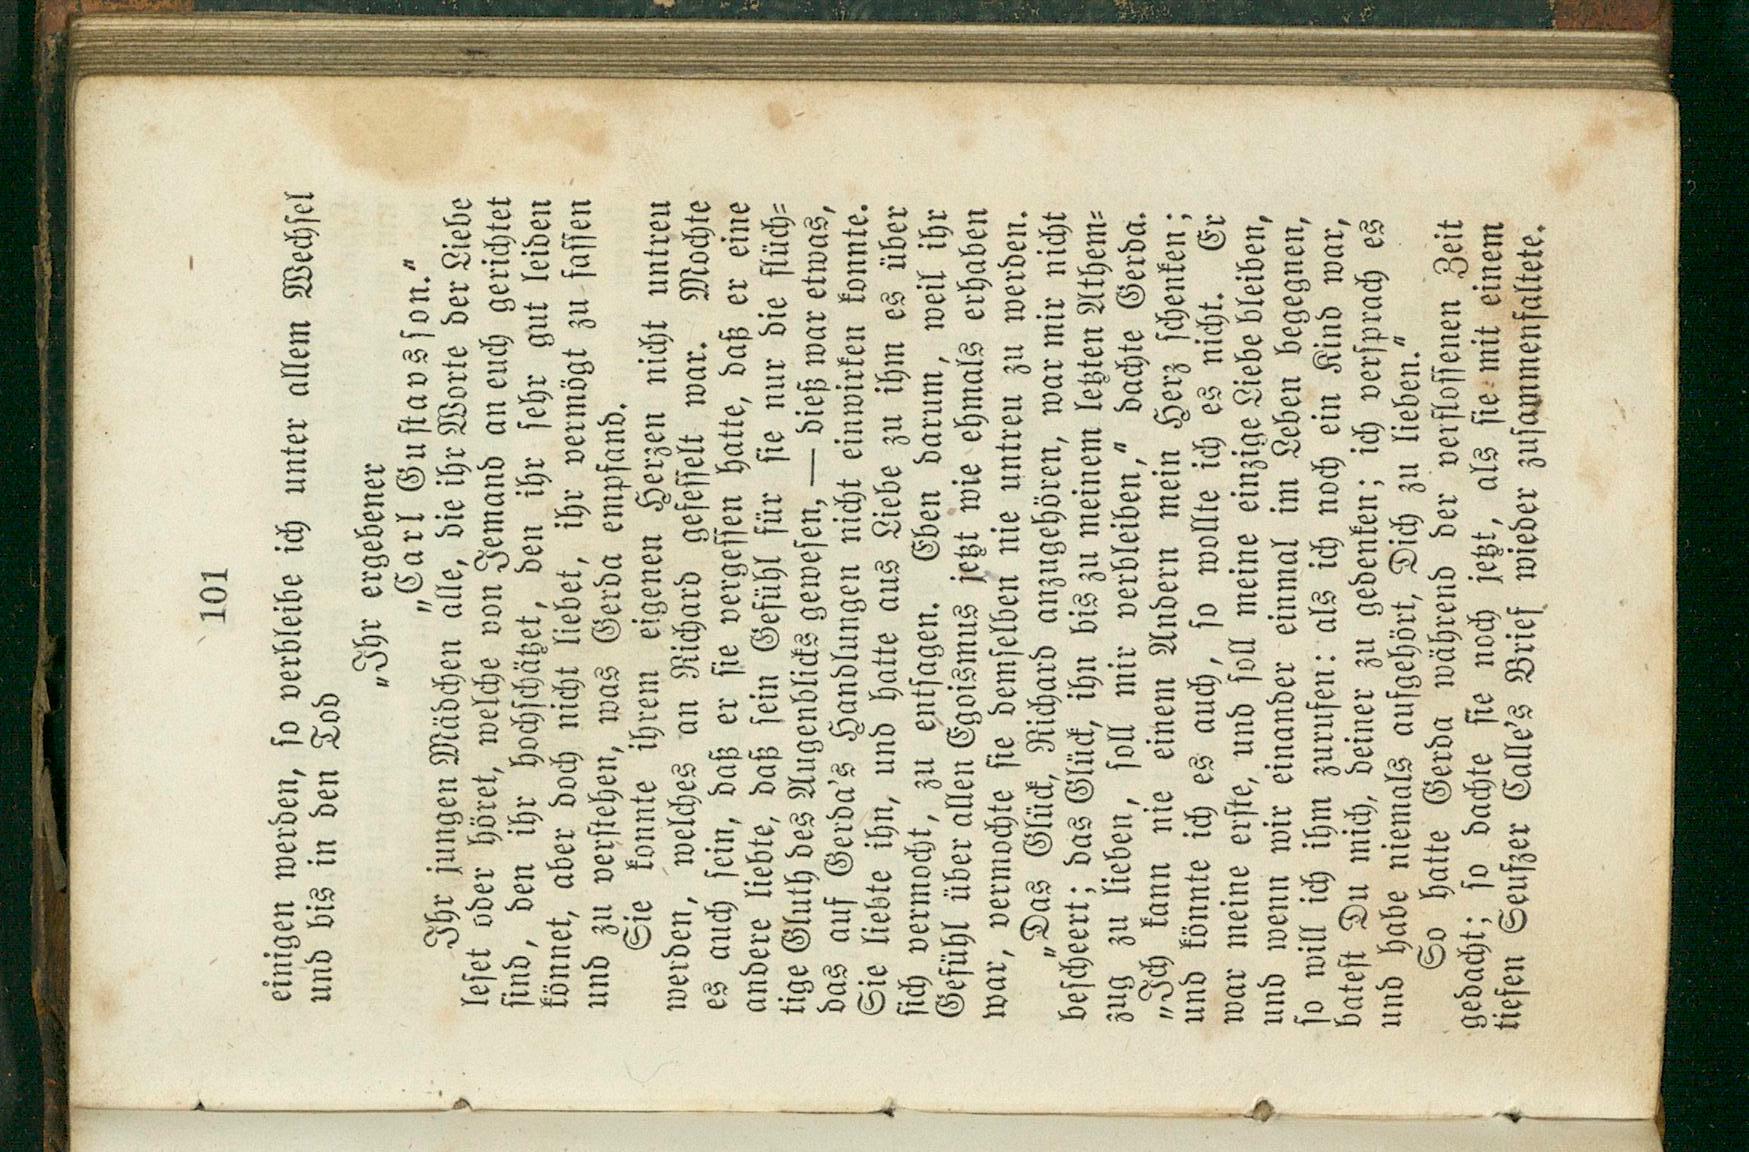 101
einigen werden, so verbleibe ich unter allem Wechsel
und bis in den Tod
„Ihr ergebener
„Carl Gustavsson.“
Ihr jungen Mädchen alle, die ihr Worte der Liebe
leset oder höret, welche von Jemand an euch gerichtet
sind, den ihr hochschätzet, den ihr sehr gut leiden
könnet, aber doch nicht liebet, ihr vermögt zu fassen
und zu verstehen, was Gerda empfand.
Sie konnte ihrem eigenen Herzen nicht untreu
werden, welches an Richard gefesselt war. Mochte
es auch sein, daß er sie vergessen hatte, daß er eine
andere liebte, daß sein Gefühl für sie nur die flüch-
tige Gluth des Augenblicks gewesen, — dieß war etwas,
das auf Gerda's Handlungen nicht einwirken konnte.
Sie liebte ihn, und hatte aus Liebe zu ihm es über
sich vermocht, zu entsagen. Eben darum, weil ihr
Gefühl über allen Egoismus jetzt wie ehmals erhaben
war, vermochte sie demselben nie untreu zu werden.
„Das Glück, Richard anzugehören, war mir nicht
bescheert; das Glück, ihn bis zu meinem letzten Athem-
zug zu lieben, soll mir verbleiben,“ dachte Gerda.
„Ich kann nie einem Andern mein Herz schenken;
und könnte ich es auch, so wollte ich es nicht. Er
war meine erste, und soll meine einzige Liebe bleiben,
und wenn wir einander einmal im Leben begegnen,
so will ich ihm zurufen: als ich noch ein Kind war,
batest Du mich, deiner zu gedenken; ich versprach es
und habe niemals aufgehört, Dich zu lieben.“
So hatte Gerda während der verflossenen Zeit
gedacht; so dachte sie noch jetzt, als sie mit einem
tiefen Seufzer Calle's Brief wieder zusammenfaltete.